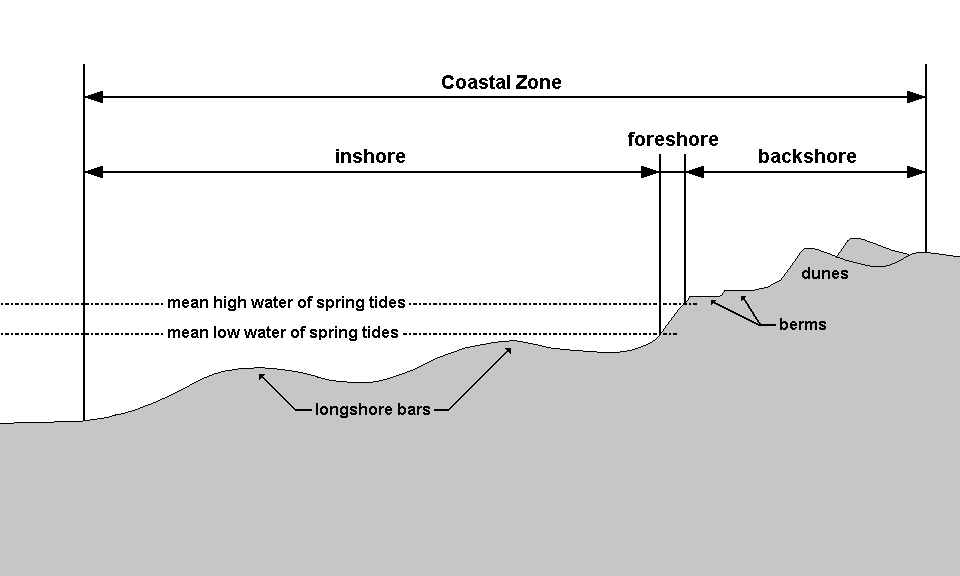 Coastal Zone
foreshore
inshore
backshore
dunes
mean high water of spring tides
berms
mean low water of spring tides
longshore bars